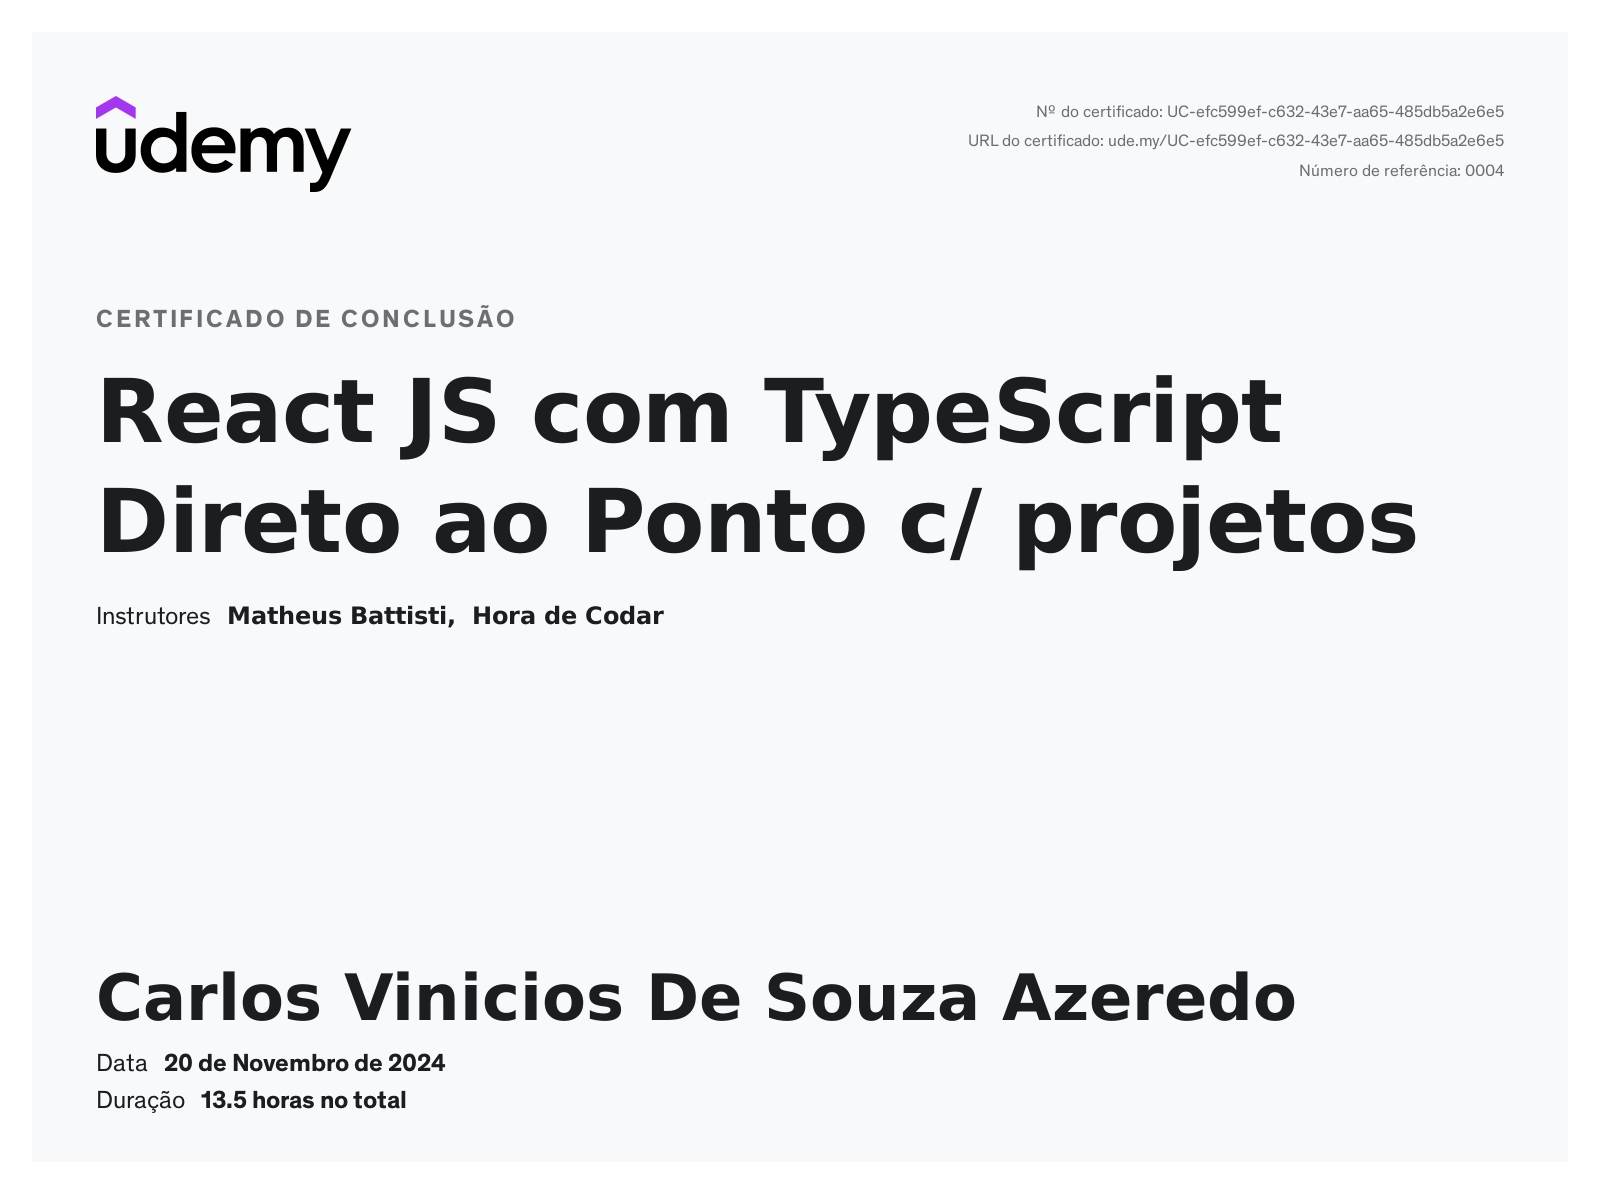 udemy
Nº do certificado: UC-efc599ef-c632-43e7-aa65-485db5a2e6e5
URL do certificado: ude.my/UC-efc599ef-c632-43e7-aa65-485db5a2e6e5
Número de referência: 0004
CERTIFICADO DE CONCLUSÃO
React JS com TypeScript
Direto ao Ponto c/ projetos
Instrutores Matheus Battisti, Hora de Codar
Carlos Vinicios De Souza Azeredo
Data 20 de Novembro de 2024
Duração 13.5 horas no total